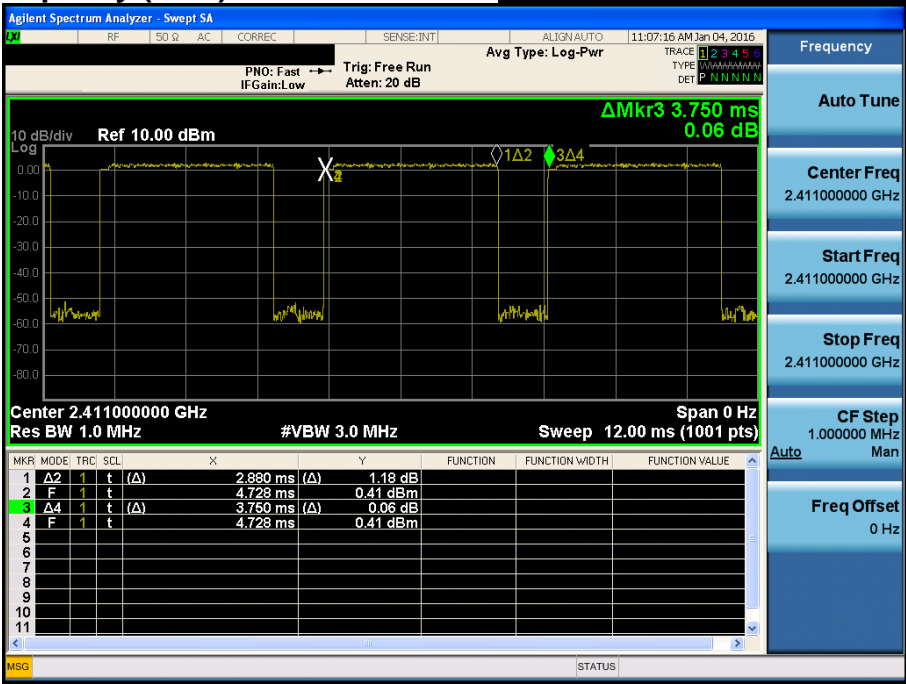 Agilent Spectrum Analyzer - Swept SA
LXI RF 50 Ω AC CORREC SENSE:INT ALIGN AUTO 11:07:16 AM Jan 04, 2016
Avg Type: Log-Pwr TRACE 1 2 3 4 5 6
PNO: Fast Trig: Free Run TYPE
IFGain:Low Atten: 20 dB DET P N N N N N
Frequency
ΔMkr3 3.750 ms
0.06 dB
10 dB/div Ref 10.00 dBm
Log
1Δ2 3Δ4
0.00
-10.0
-20.0
-30.0
-40.0
-50.0
-60.0
-70.0
-80.0
Center 2.411000000 GHz Span 0 Hz
Res BW 1.0 MHz #VBW 3.0 MHz Sweep 12.00 ms (1001 pts)
MKR MODE TRC SCL X Y FUNCTION FUNCTION WIDTH FUNCTION VALUE
1 Δ2 1 t (Δ) 2.880 ms (Δ) 1.18 dB
2 F 1 t 4.728 ms 0.41 dBm
3 Δ4 1 t (Δ) 3.750 ms (Δ) 0.06 dB
4 F 1 t 4.728 ms 0.41 dBm
5
6
7
8
9
10
11
Auto Tune
Center Freq
2.411000000 GHz
Start Freq
2.411000000 GHz
Stop Freq
2.411000000 GHz
CF Step
1.000000 MHz
Auto Man
Freq Offset
0 Hz
MSG STATUS